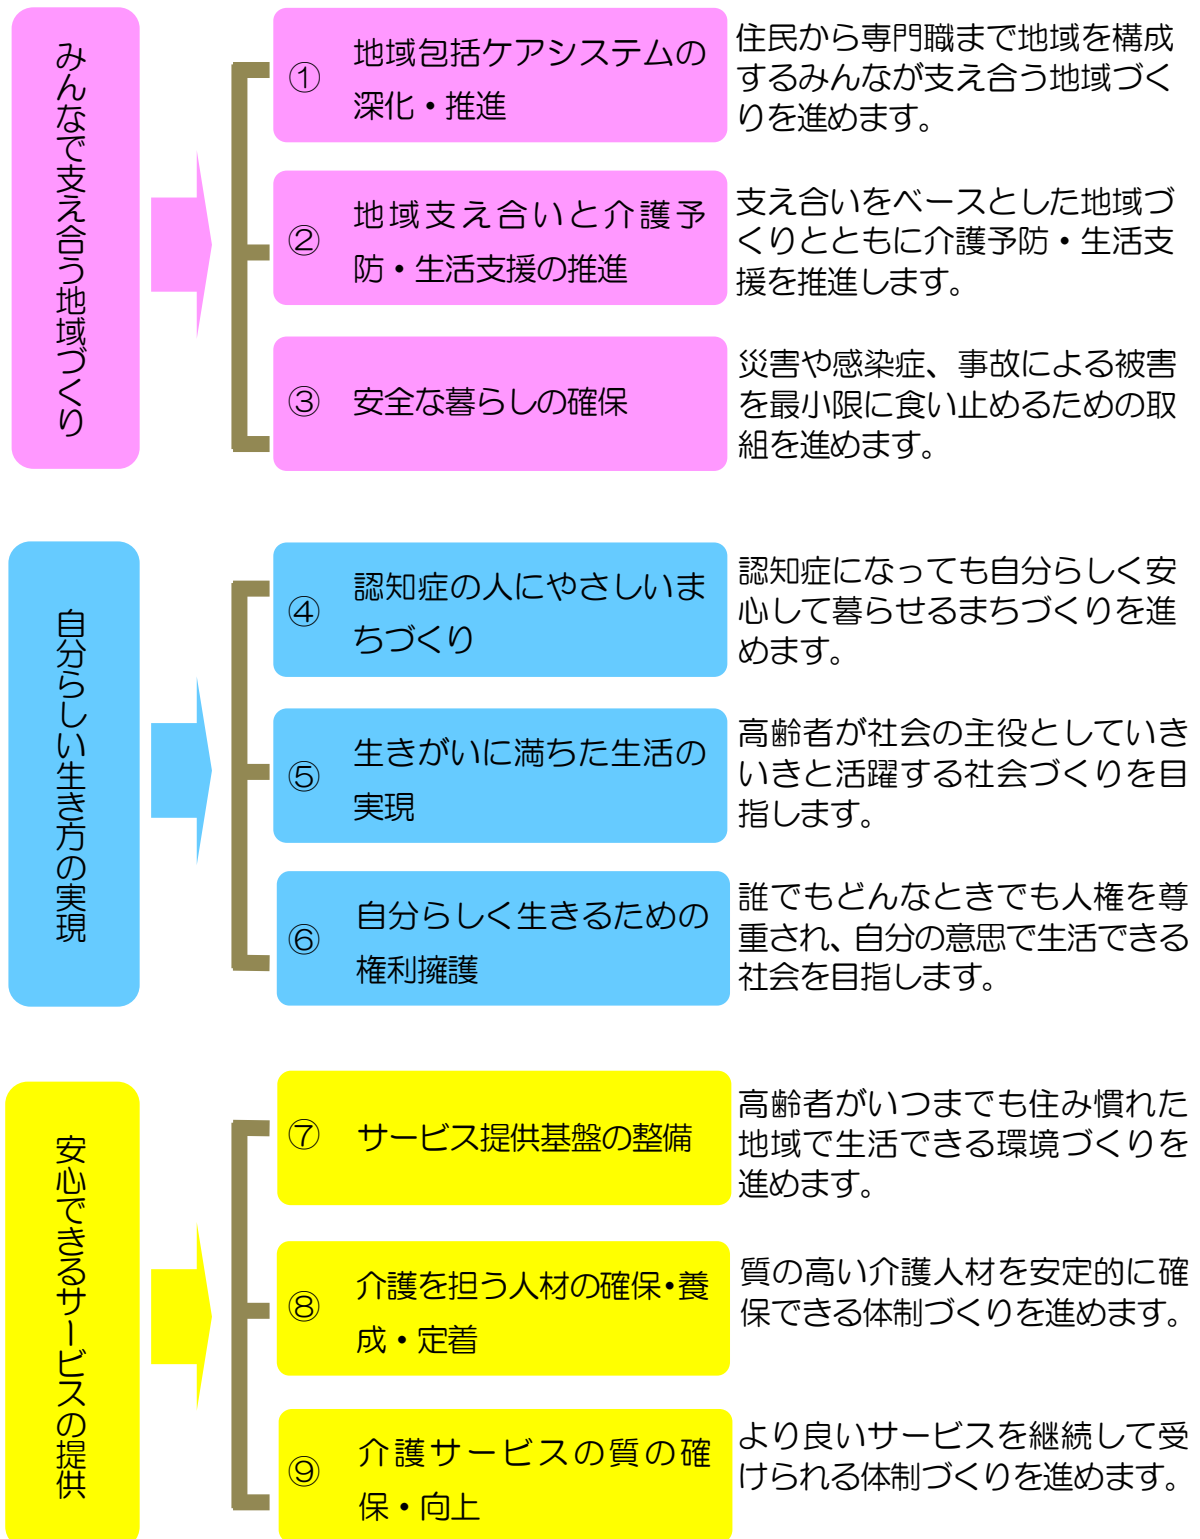 みんなで支え合う地域づくり
①
地域包括ケアシステムの
深化・推進
住民から専門職まで地域を構成
するみんなが支え合う地域づく
りを進めます。
②
地域支え合いと介護予
防・生活支援の推進
支え合いをベースとした地域づ
くりとともに介護予防・生活支
援を推進します。
③
安全な暮らしの確保
災害や感染症、事故による被害
を最小限に食い止めるための取
組を進めます。
自分らしい生き方の実現
④
認知症の人にやさしいま
ちづくり
認知症になっても自分らしく安
心して暮らせるまちづくりを進
めます。
⑤
生きがいに満ちた生活の
実現
高齢者が社会の主役としていき
いきと活躍する社会づくりを目
指します。
⑥
自分らしく生きるための
権利擁護
誰でもどんなときでも人権を尊
重され、自分の意思で生活できる
社会を目指します。
安心できるサービスの提供
⑦
サービス提供基盤の整備
高齢者がいつまでも住み慣れた
地域で生活できる環境づくりを
進めます。
⑧
介護を担う人材の確保・養
成・定着
質の高い介護人材を安定的に確
保できる体制づくりを進めます。
⑨
介護サービスの質の確
保・向上
より良いサービスを継続して受
けられる体制づくりを進めます。